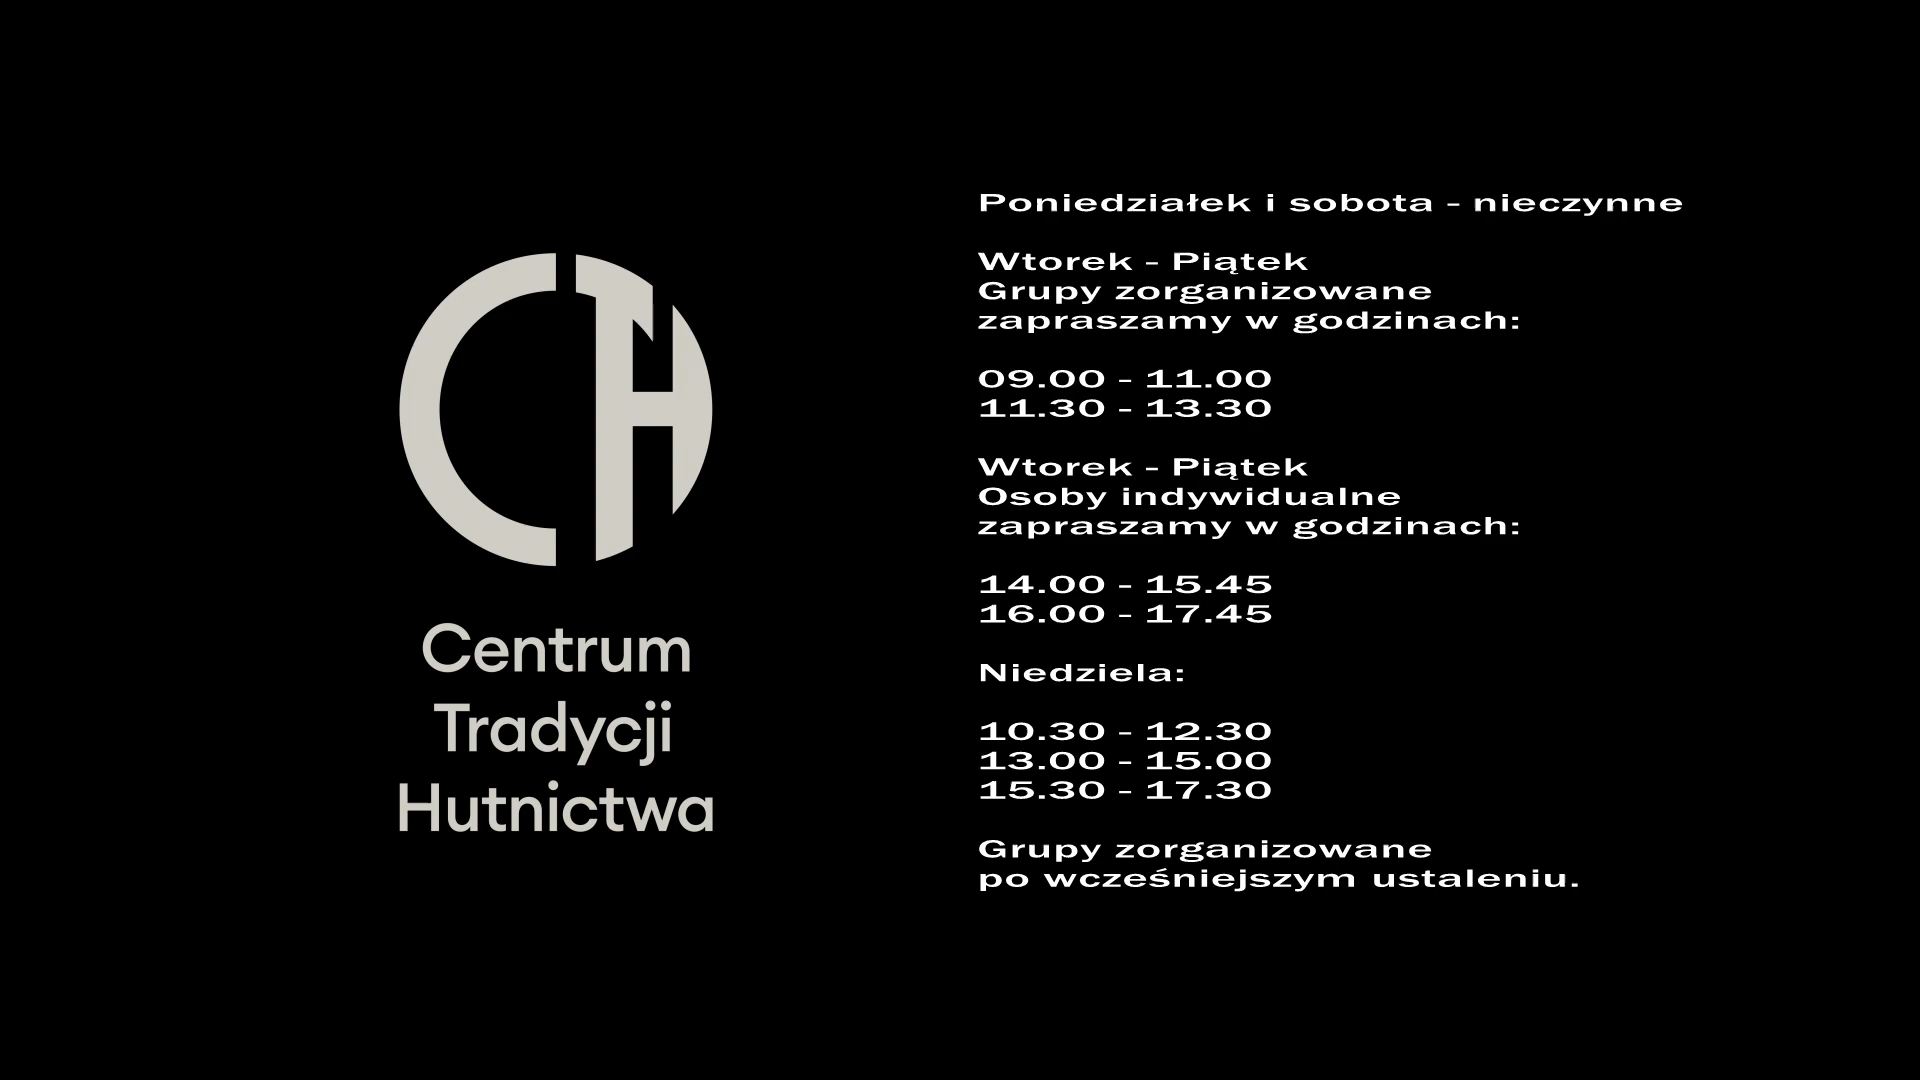 CTH
Centrum
Tradycji
Hutnictwa
Poniedziałek i sobota - nieczynne
Wtorek - Piątek
Grupy zorganizowane
zapraszamy w godzinach:
09.00 - 11.00
11.30 - 13.30
Wtorek - Piątek
Osoby indywidualne
zapraszamy w godzinach:
14.00 - 15.45
16.00 - 17.45
Niedziela:
10.30 - 12.30
13.00 - 15.00
15.30 - 17.30
Grupy zorganizowane
po wcześniejszym ustaleniu.